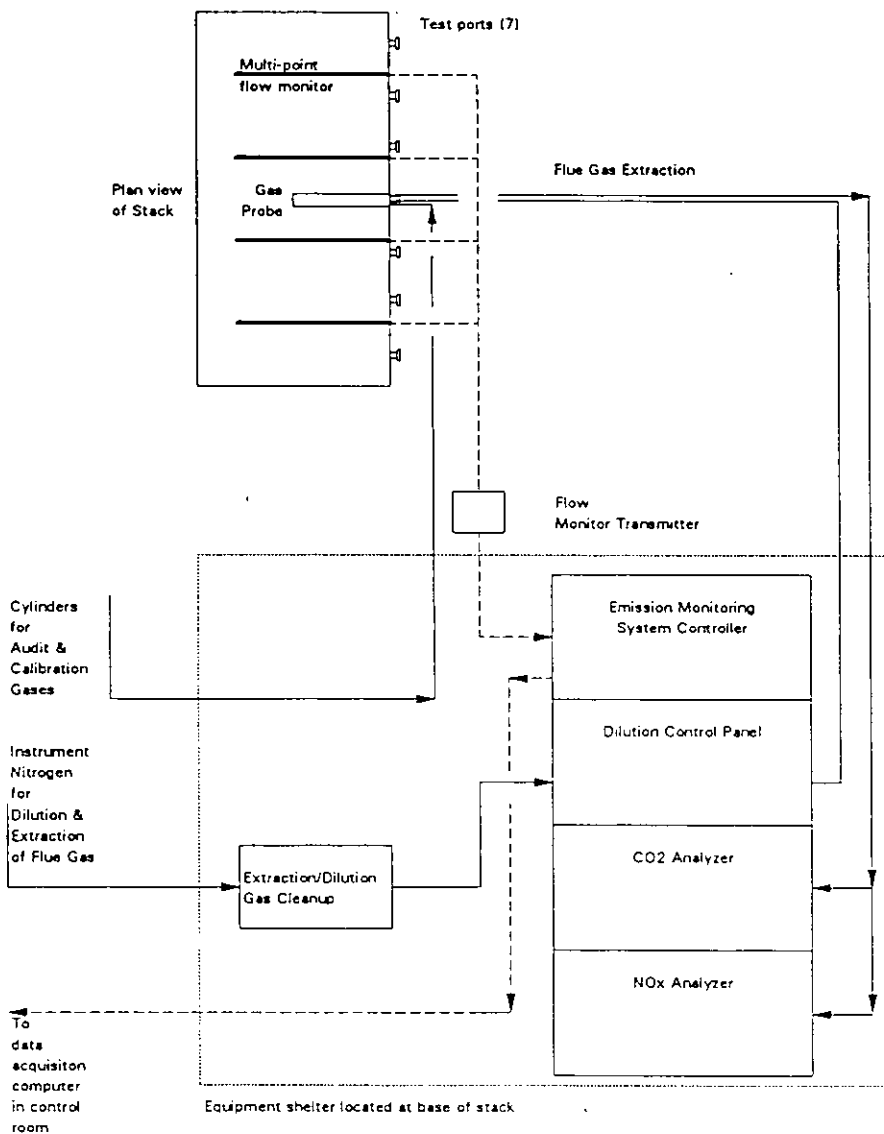 Test ports (7)
Multi-point
flow monitor
Flue Gas Extraction
Plan view
of Stack
Gas
Probe
Flow
Monitor Transmitter
Cylinders
for
Audit &
Calibration
Gases
Emission Monitoring
System Controller
Dilution Control Panel
Instrument
Nitrogen
for
Dilution &
Extraction
of Flue Gas
Extraction/Dilution
Gas Cleanup
CO2 Analyzer
NOx Analyzer
To
data
acquisiton
computer
in control
room
Equipment shelter located at base of stack